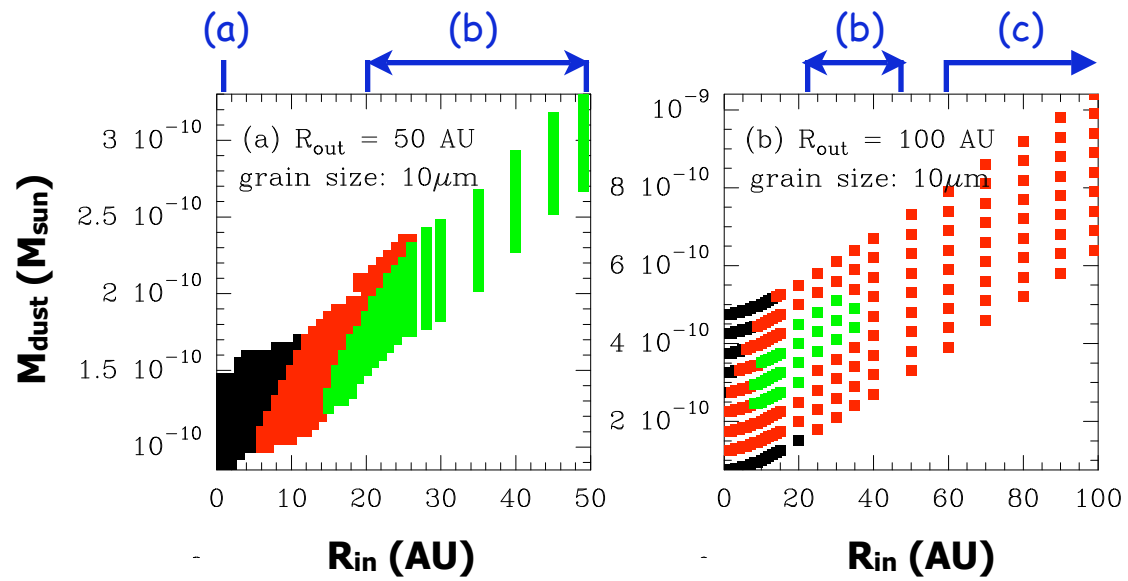 (a) (b) (b) (c)
(a) R_out = 50 AU
grain size: 10μm
(b) R_out = 100 AU
grain size: 10μm
M_dust (M_sun)
3 10^-10
2.5 10^-10
2 10^-10
1.5 10^-10
10^-10
0 10 20 30 40 50
R_in (AU)
10^-9
8 10^-10
6 10^-10
4 10^-10
2 10^-10
0 20 40 60 80 100
R_in (AU)